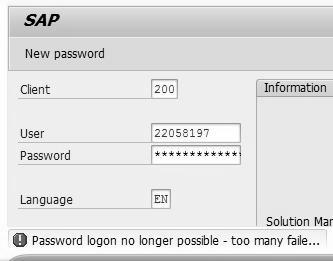 SAP
New password
Client 200
Information
User 22058197
Password *************
Language EN
Solution Mar
Password logon no longer possible - too many faile...